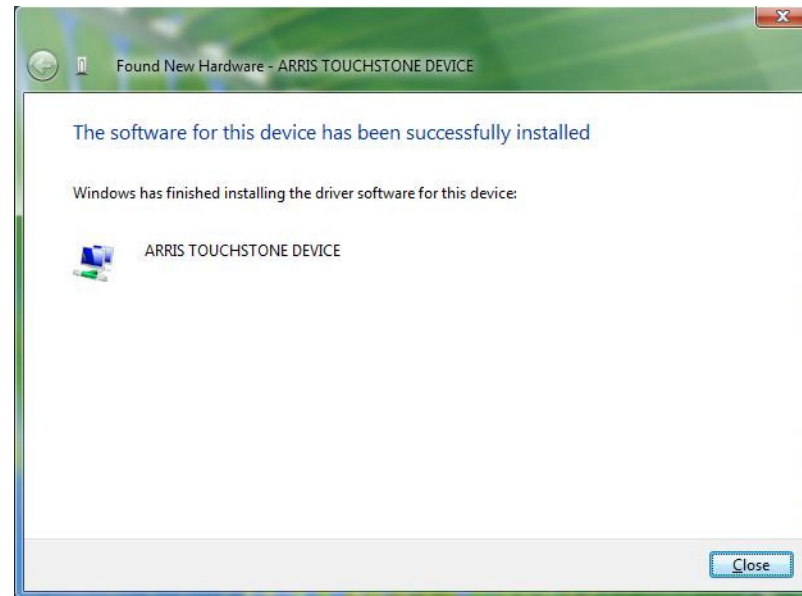 Found New Hardware - ARRIS TOUCHSTONE DEVICE
The software for this device has been successfully installed
Windows has finished installing the driver software for this device:
ARRIS TOUCHSTONE DEVICE
Close